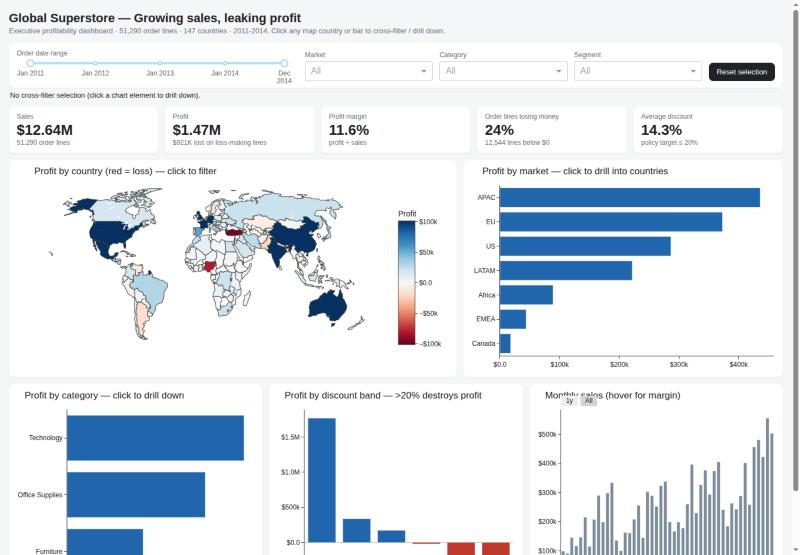 Global Superstore — Growing sales, leaking profit
Executive profitability dashboard · 51,290 order lines · 147 countries · 2011-2014. Click any map country or bar to cross-filter / drill down.
Order date range
Jan 2011
Jan 2012
Jan 2013
Jan 2014
Dec
2014
Market
All
Category
All
Segment
All
Reset selection
No cross-filter selection (click a chart element to drill down).
Sales
$12.64M
51,290 order lines
Profit
$1.47M
$921K lost on loss-making lines
Profit margin
11.6%
profit ÷ sales
Order lines losing money
24%
12,544 lines below $0
Average discount
14.3%
policy target ≤ 20%
Profit by country (red = loss) — click to filter
Profit
$100k
$50k
$0.0
−$50k
−$100k
Profit by market — click to drill into countries
APAC
EU
US
LATAM
Africa
EMEA
Canada
$0.0
$100k
$200k
$300k
$400k
Profit by category — click to drill down
Technology
Office Supplies
Furniture
Profit by discount band — >20% destroys profit
$1.5M
$1.0M
$500k
$0.0
Monthly sales (hover for margin)
1y
All
$500k
$400k
$300k
$200k
$100k